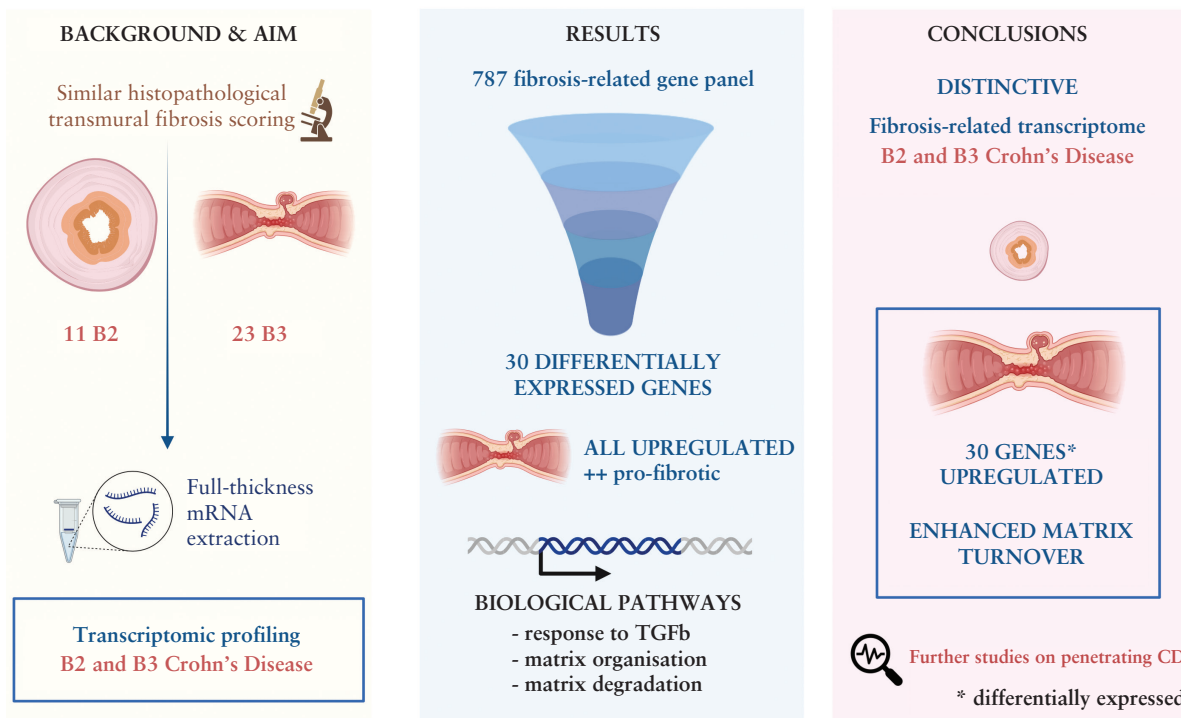 BACKGROUND & AIM
Similar histopathological
transmural fibrosis scoring
11 B2
23 B3
Full-thickness
mRNA
extraction
Transcriptomic profiling
B2 and B3 Crohn's Disease
RESULTS
787 fibrosis-related gene panel
30 DIFFERENTIALLY
EXPRESSED GENES
ALL UPREGULATED
++ pro-fibrotic
BIOLOGICAL PATHWAYS
- response to TGFb
- matrix organisation
- matrix degradation
CONCLUSIONS
DISTINCTIVE
Fibrosis-related transcriptome
B2 and B3 Crohn's Disease
30 GENES*
UPREGULATED
ENHANCED MATRIX
TURNOVER
Further studies on penetrating CD
* differentially expressed